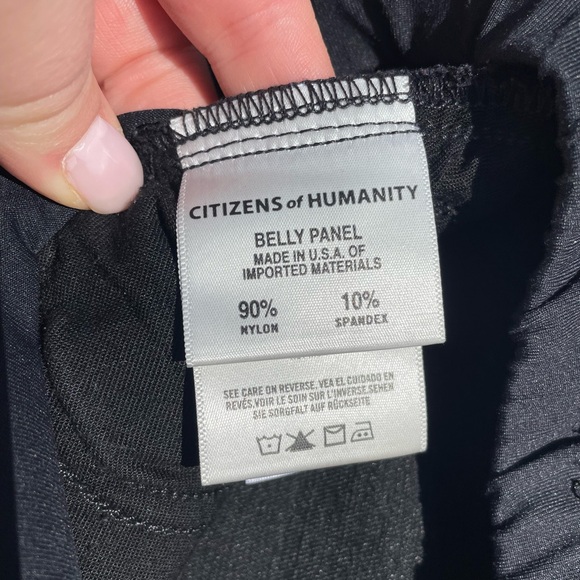 CITIZENS of HUMANITY
BELLY PANEL
MADE IN U.S.A. OF
IMPORTED MATERIALS
90% 10%
NYLON SPANDEX
SEE CARE ON REVERSE. VEA EL CUIDADO EN
REVÉS. VOIR LE SOIN SUR L'INVERSE. SEHEN
SIE SORGFALT AUF RÜCKSEITE